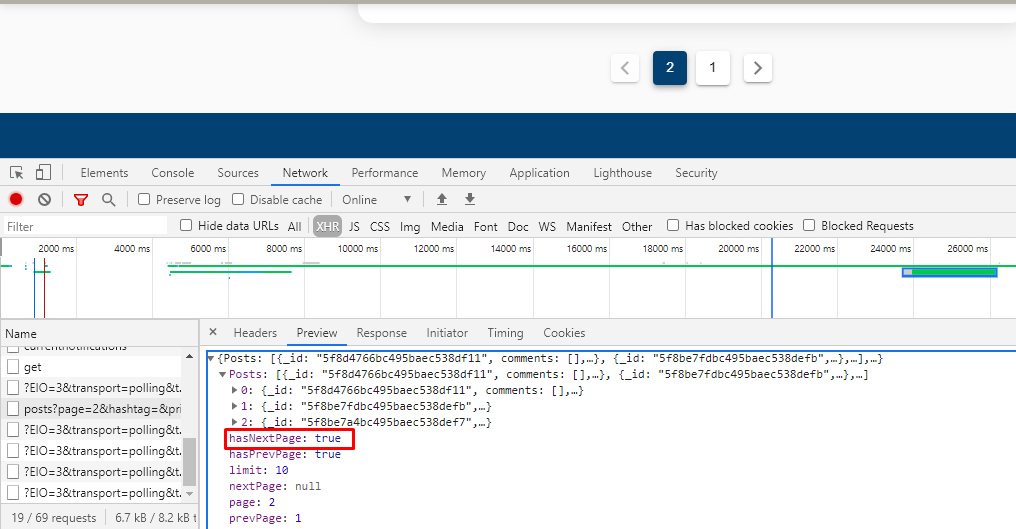 2 1
Elements Console Sources Network Performance Memory Application Lighthouse Security
Preserve log Disable cache Online
Filter Hide data URLs All XHR JS CSS Img Media Font Doc WS Manifest Other Has blocked cookies Blocked Requests
2000 ms 4000 ms 6000 ms 8000 ms 10000 ms 12000 ms 14000 ms 16000 ms 18000 ms 20000 ms 22000 ms 24000 ms 26000 ms
Name × Headers Preview Response Initiator Timing Cookies
currentnotifications
get
?EIO=3&transport=polling&t.
posts?page=2&hashtag=&pri
?EIO=3&transport=polling&t.
?EIO=3&transport=polling&t.
?EIO=3&transport=polling&t.
?EIO=3&transport=polling&t.
19 / 69 requests 6.7 kB / 8.2 kB t
{Posts: [{_id: "5f8d4766bc495baec538df11", comments: [],…}, {_id: "5f8be7fdbc495baec538defb",…},…],…}
Posts: [{_id: "5f8d4766bc495baec538df11", comments: [],…}, {_id: "5f8be7fdbc495baec538defb",…},…]
0: {_id: "5f8d4766bc495baec538df11", comments: [],…}
1: {_id: "5f8be7fdbc495baec538defb",…}
2: {_id: "5f8be7a4bc495baec538def7",…}
hasNextPage: true
hasPrevPage: true
limit: 10
nextPage: null
page: 2
prevPage: 1